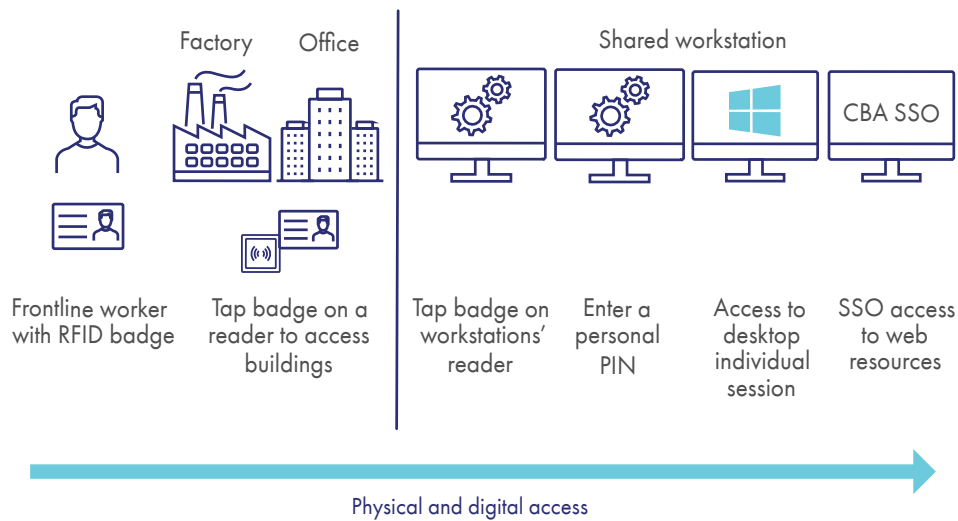 Factory
Office
Shared workstation
CBA SSO
Frontline worker
with RFID badge
Tap badge on a
reader to access
buildings
Tap badge on
workstations’
reader
Enter a
personal
PIN
Access to
desktop
individual
session
SSO access
to web
resources
Physical and digital access